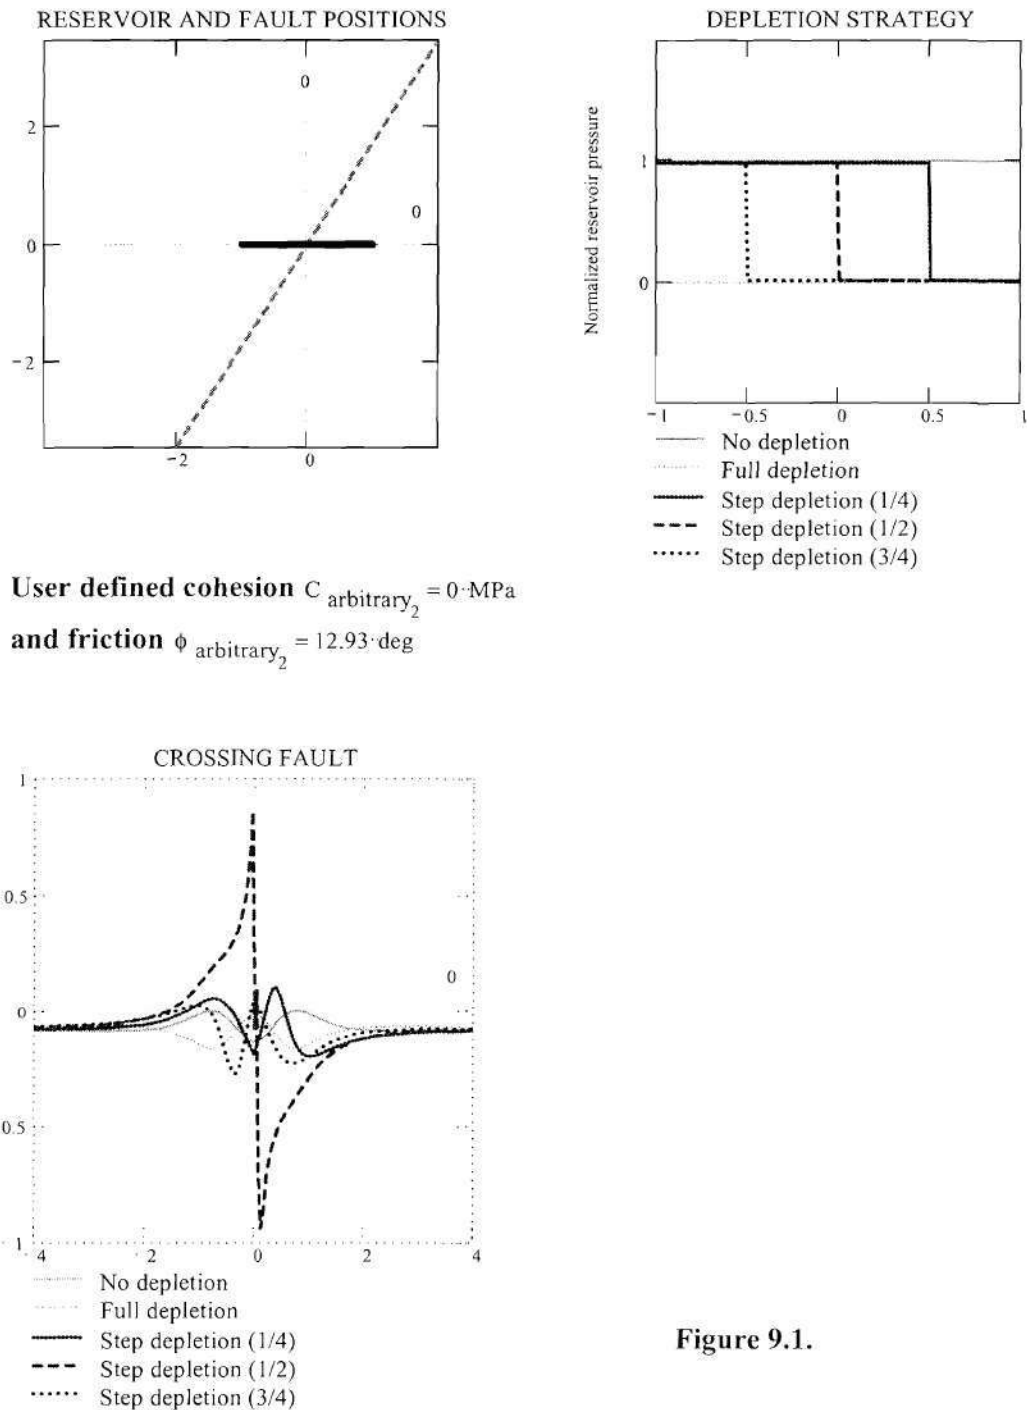 RESERVOIR AND FAULT POSITIONS
0
0
2
0
−2
−2
0
DEPLETION STRATEGY
Normalized reservoir pressure
1
0
−1
−0.5
0
0.5
1
No depletion
Full depletion
Step depletion (1/4)
Step depletion (1/2)
Step depletion (3/4)
User defined cohesion C arbitrary2 = 0·MPa
and friction ϕ arbitrary2 = 12.93·deg
CROSSING FAULT
1
0.5
0
0.5
1
0
4
2
0
2
4
No depletion
Full depletion
Step depletion (1/4)
Step depletion (1/2)
Step depletion (3/4)
Figure 9.1.